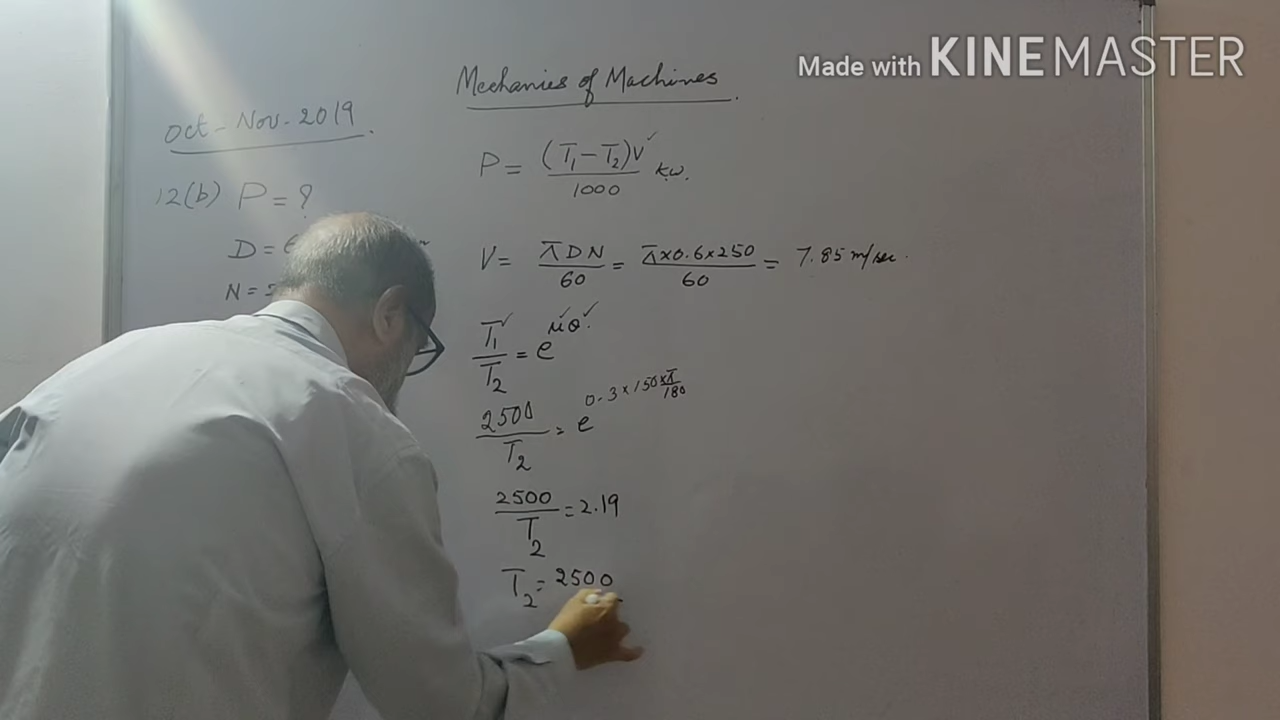 Made with KINEMASTER
Mechanics of Machines.
Oct - Nov - 2019.
12(b) P = ?
D =
N =
P = (T₁ - T₂)V✓ / 1000 kw.
V = πDN / 60 = π×0.6×250 / 60 = 7.85 m/sec.
T₁✓ / T₂ = e^μ✓θ✓.
2500 / T₂ = e^0.3×150×π/180
2500 / T₂ = 2.19
T₂ = 2500